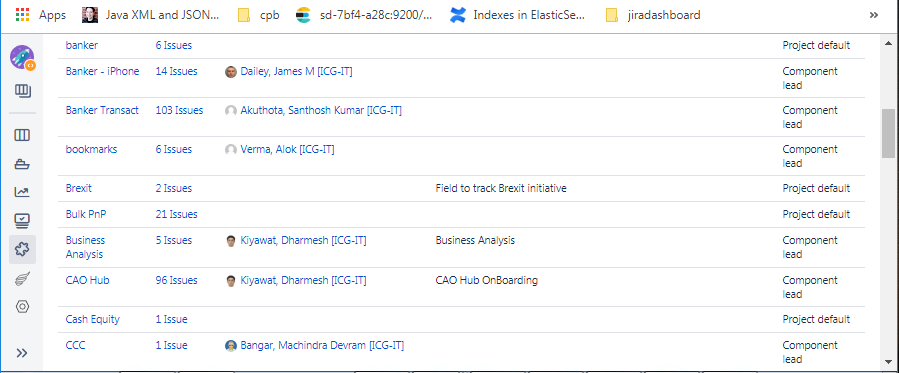 Apps Java XML and JSON... cpb sd-7bf4-a28c:9200/... Indexes in ElasticSe... jiradashboard »
banker 6 Issues Project default
Banker - iPhone 14 Issues Dailey, James M [ICG-IT] Component
lead
Banker Transact 103 Issues Akuthota, Santhosh Kumar [ICG-IT] Component
lead
bookmarks 6 Issues Verma, Alok [ICG-IT] Component
lead
Brexit 2 Issues Field to track Brexit initiative Project default
Bulk PnP 21 Issues Project default
Business 5 Issues Kiyawat, Dharmesh [ICG-IT] Business Analysis Component
Analysis lead
CAO Hub 96 Issues Kiyawat, Dharmesh [ICG-IT] CAO Hub OnBoarding Component
lead
Cash Equity 1 Issue Project default
CCC 1 Issue Bangar, Machindra Devram [ICG-IT] Component
lead